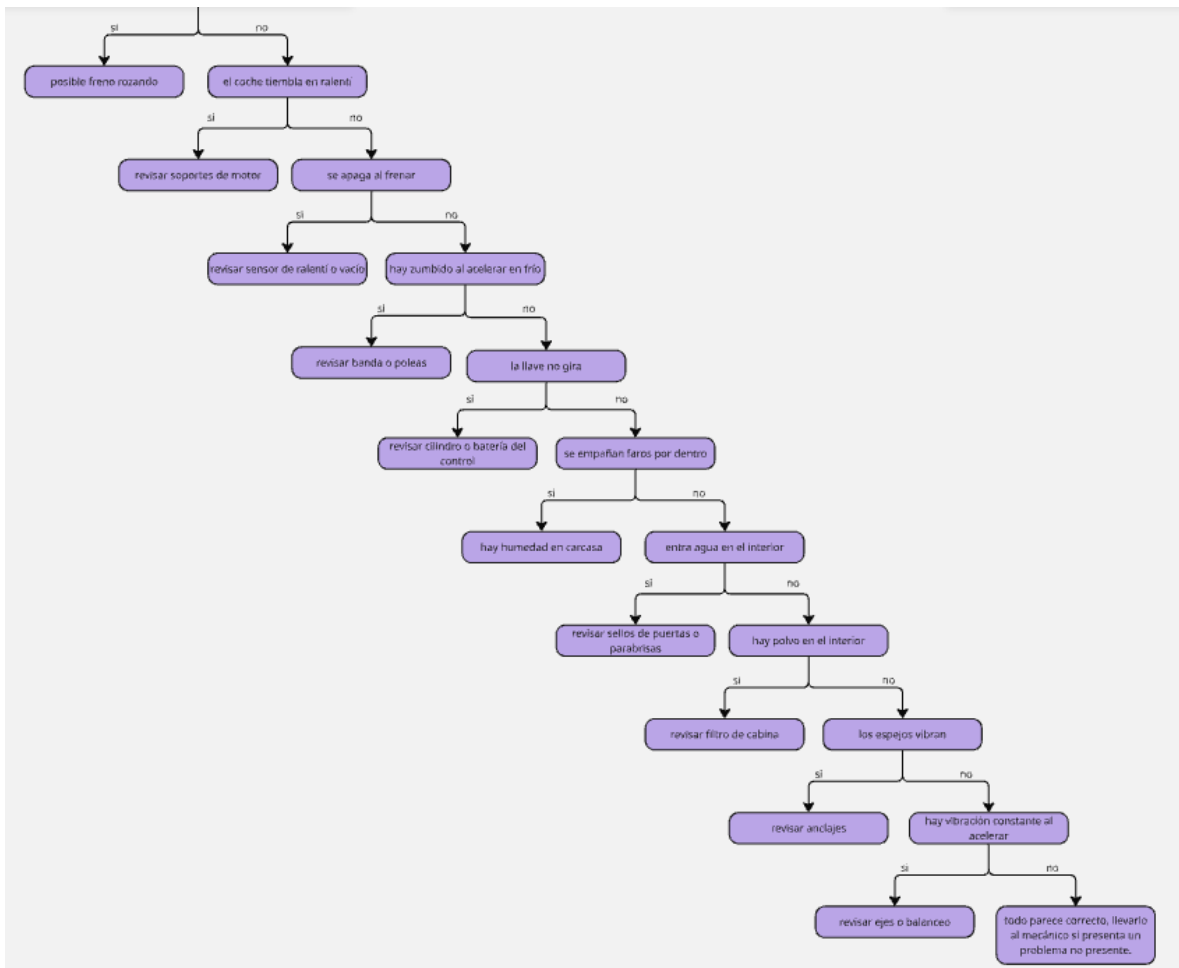 si
no
posible freno rozando
el coche tiembla en ralentí
si
no
revisar soportes de motor
se apaga al frenar
si
no
revisar sensor de ralentí o vacío
hay zumbido al acelerar en frío
si
no
revisar banda o poleas
la llave no gira
si
no
revisar cilindro o batería del
control
se empañan faros por dentro
si
no
hay humedad en carcasa
entra agua en el interior
si
no
revisar sellos de puertas o
parabrisas
hay polvo en el interior
si
no
revisar filtro de cabina
los espejos vibran
si
no
revisar anclajes
hay vibración constante al
acelerar
si
no
revisar ejes o balanceo
todo parece correcto, llevarlo
al mecánico si presenta un
problema no presente.